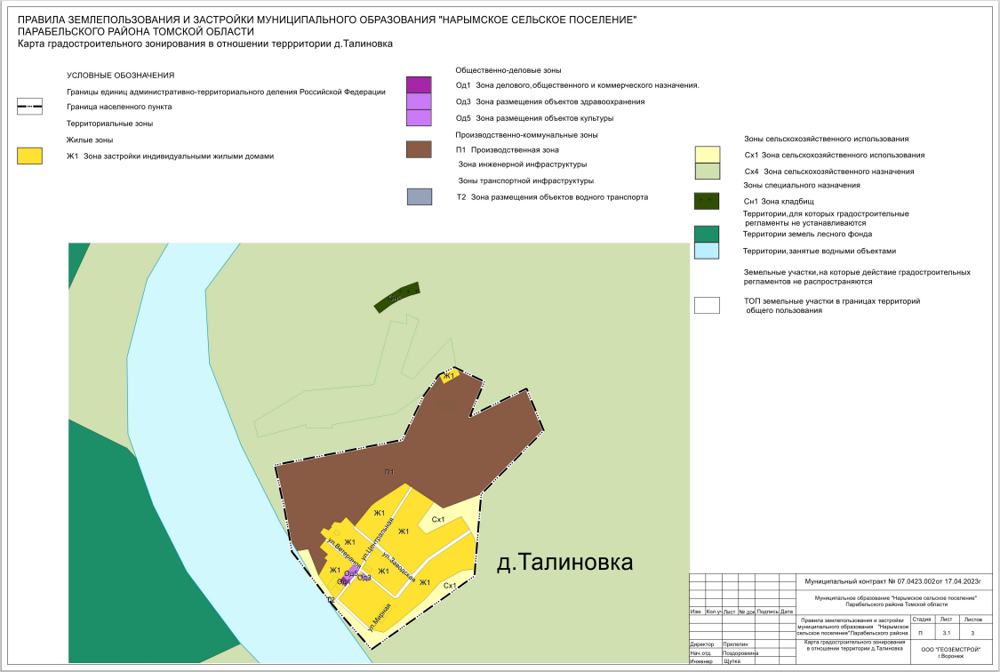 ПРАВИЛА ЗЕМЛЕПОЛЬЗОВАНИЯ И ЗАСТРОЙКИ МУНИЦИПАЛЬНОГО ОБРАЗОВАНИЯ "НАРЫМСКОЕ СЕЛЬСКОЕ ПОСЕЛЕНИЕ"
ПАРАБЕЛЬСКОГО РАЙОНА ТОМСКОЙ ОБЛАСТИ
Карта градостроительного зонирования в отношении террритории д.Талиновка
УСЛОВНЫЕ ОБОЗНАЧЕНИЯ
Границы единиц административно-территориального деления Российской Федерации
Граница населенного пункта
Территориальные зоны
Жилые зоны
Ж1 Зона застройки индивидуальными жилыми домами
Общественно-деловые зоны
Од1 Зона делового,общественного и коммерческого назначения.
Од3 Зона размещения объектов здравоохранения
Од5 Зона размещения объектов культуры
Производственно-коммунальные зоны
П1 Производственная зона
Зона инженерной инфраструктуры
Зоны транспортной инфраструктуры
Т2 Зона размещения объектов водного транспорта
Зоны сельскохозяйственного использования
Сх1 Зона сельскохозяйственного использования
Сх4 Зона сельскохозяйственного назначения
Зоны специального назначения
Сн1 Зона кладбищ
Территории,для которых градостроительные
регламенты не устанавливаются
Территории земель лесного фонда
Территории,занятые водными объектами
Земельные участки,на которые действие градостроительных
регламентов не распространяются
ТОП земельные участки в границах территорий
общего пользования
Ж1
П1
Ж1
Сх1
Ж1
ул.Центральная
Ж1
ул.Ветеранов
ул.Заводская
Ж1
Ж1
Од5
Од3
Од1
Ж1
Сх1
Т2
ул.Мирная
д.Талиновка
Муниципальный контракт № 07.0423.002от 17.04.2023г
Муниципальное образование "Нарымское сельское поселение"
Парабельского района Томской области
Изм. Кол.уч Лист № док Подпись Дата
Правила землепользования и застройки
муниципального образования "Нарымское
сельское поселение"Парабельского района
Стадия Лист Листов
П 3.1 3
Директор Прилепин
Нач.отд. Поздоровкина
Инженер Щупка
Карта градостроительного зонирования
в отношении территории д.Талиновка
ООО "ГЕОЗЕМСТРОЙ"
г.Воронеж